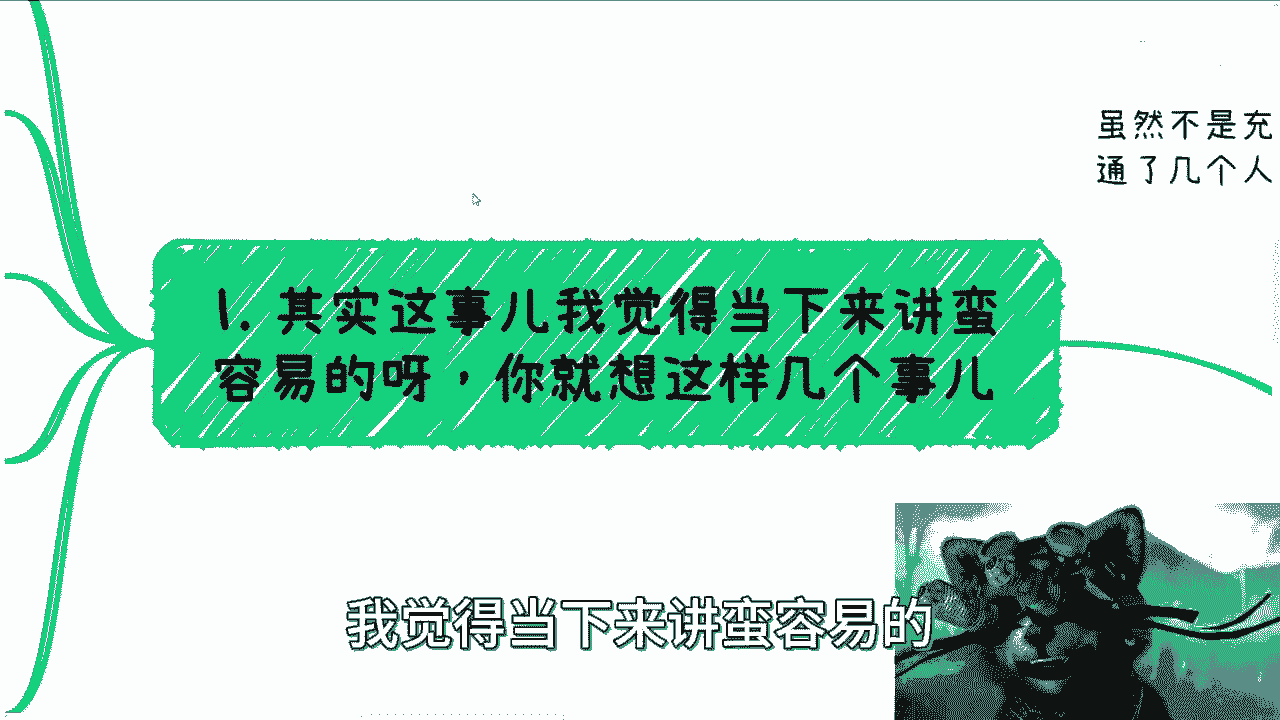 虽然不是充
通了几个人
1. 其实这事儿我觉得当下来讲蛮
容易的呀，你就想这样几个事儿
我觉得当下来讲蛮容易的